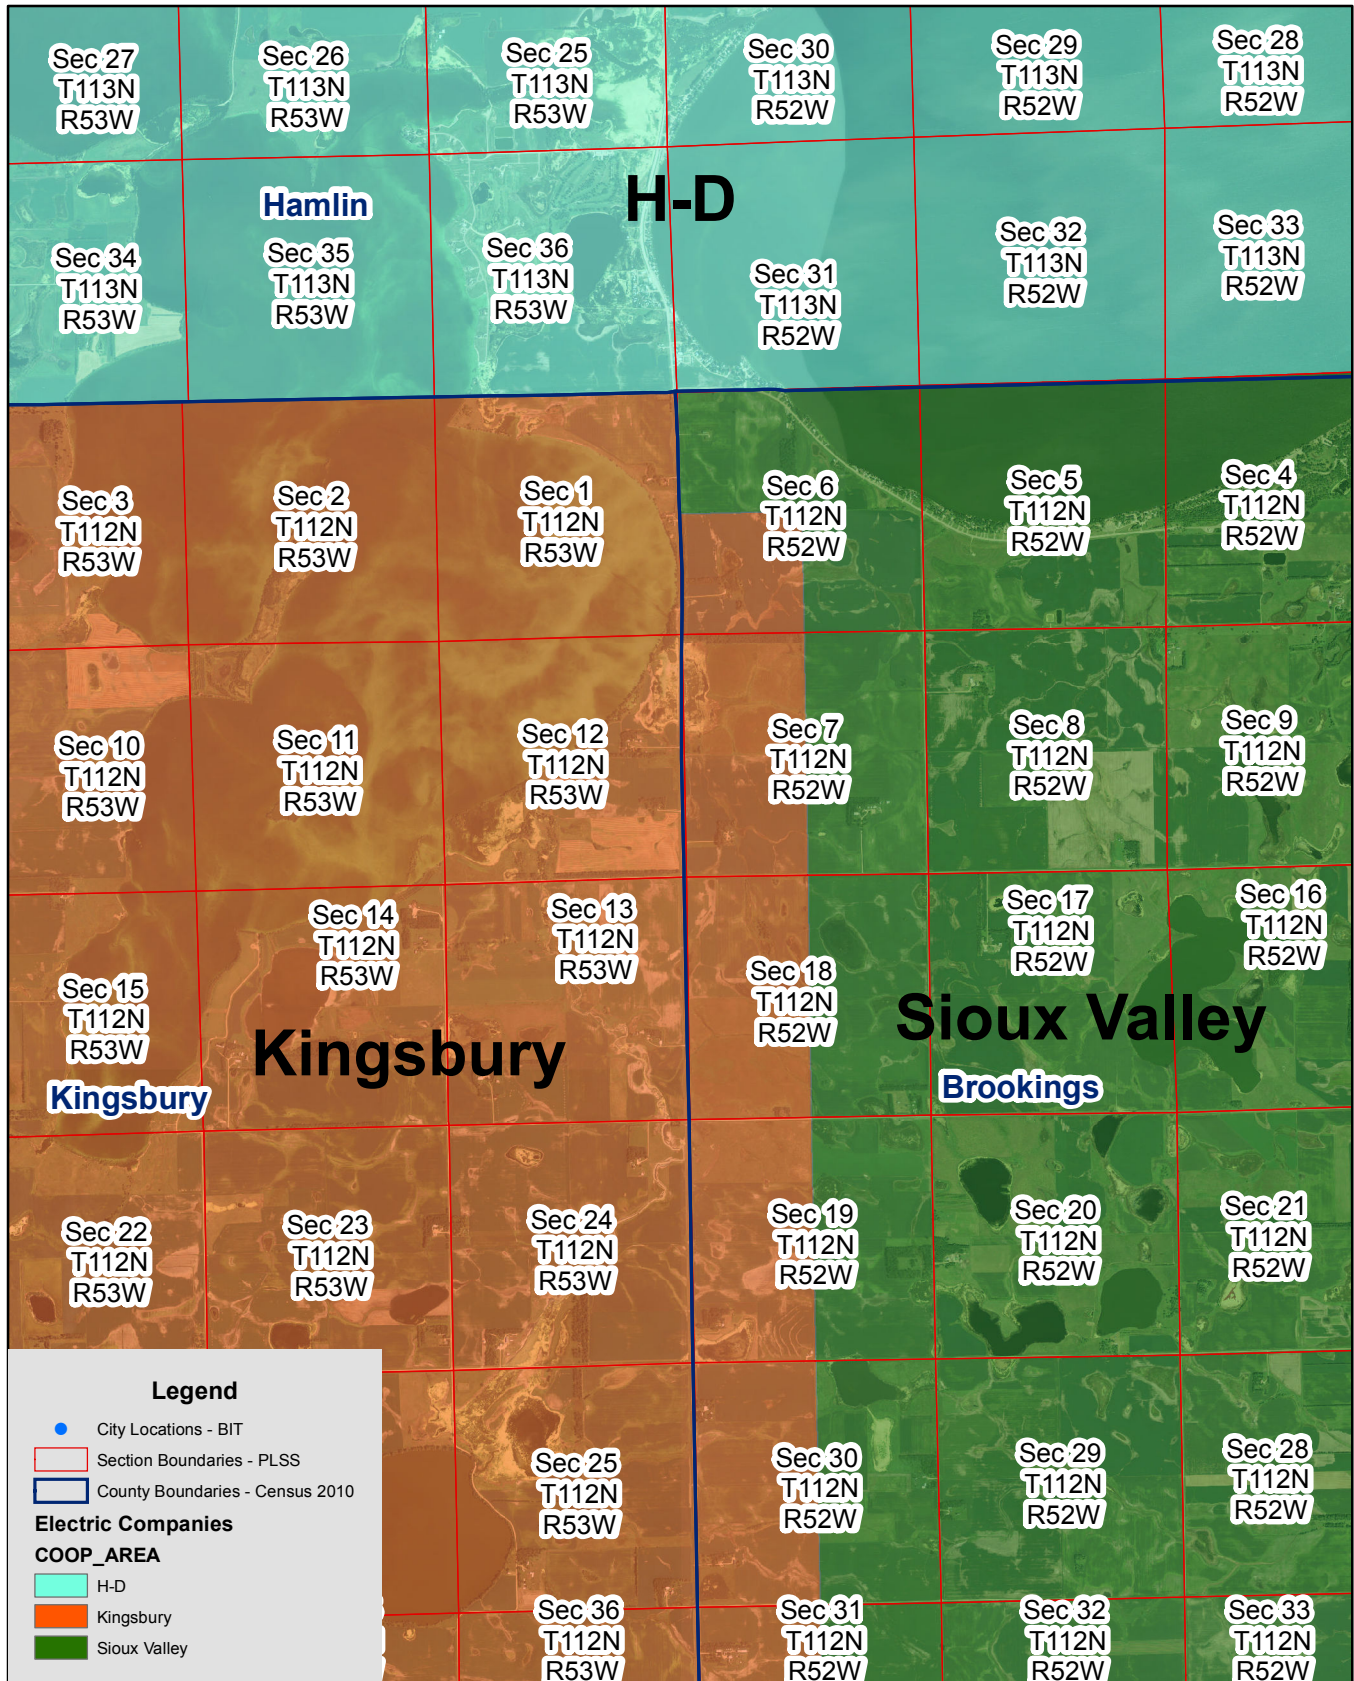 Sec 27
T113N
R53W
Sec 26
T113N
R53W
Sec 25
T113N
R53W
Sec 30
T113N
R52W
Sec 29
T113N
R52W
Sec 28
T113N
R52W
Hamlin
H-D
Sec 34
T113N
R53W
Sec 35
T113N
R53W
Sec 36
T113N
R53W
Sec 31
T113N
R52W
Sec 32
T113N
R52W
Sec 33
T113N
R52W
Sec 3
T112N
R53W
Sec 2
T112N
R53W
Sec 1
T112N
R53W
Sec 6
T112N
R52W
Sec 5
T112N
R52W
Sec 4
T112N
R52W
Sec 10
T112N
R53W
Sec 11
T112N
R53W
Sec 12
T112N
R53W
Sec 7
T112N
R52W
Sec 8
T112N
R52W
Sec 9
T112N
R52W
Sec 15
T112N
R53W
Sec 14
T112N
R53W
Sec 13
T112N
R53W
Sec 18
T112N
R52W
Sec 17
T112N
R52W
Sec 16
T112N
R52W
Kingsbury
Sioux Valley
Kingsbury
Brookings
Sec 22
T112N
R53W
Sec 23
T112N
R53W
Sec 24
T112N
R53W
Sec 19
T112N
R52W
Sec 20
T112N
R52W
Sec 21
T112N
R52W
Sec 25
T112N
R53W
Sec 30
T112N
R52W
Sec 29
T112N
R52W
Sec 28
T112N
R52W
Sec 36
T112N
R53W
Sec 31
T112N
R52W
Sec 32
T112N
R52W
Sec 33
T112N
R52W
Legend
City Locations - BIT
Section Boundaries - PLSS
County Boundaries - Census 2010
Electric Companies
COOP_AREA
H-D
Kingsbury
Sioux Valley